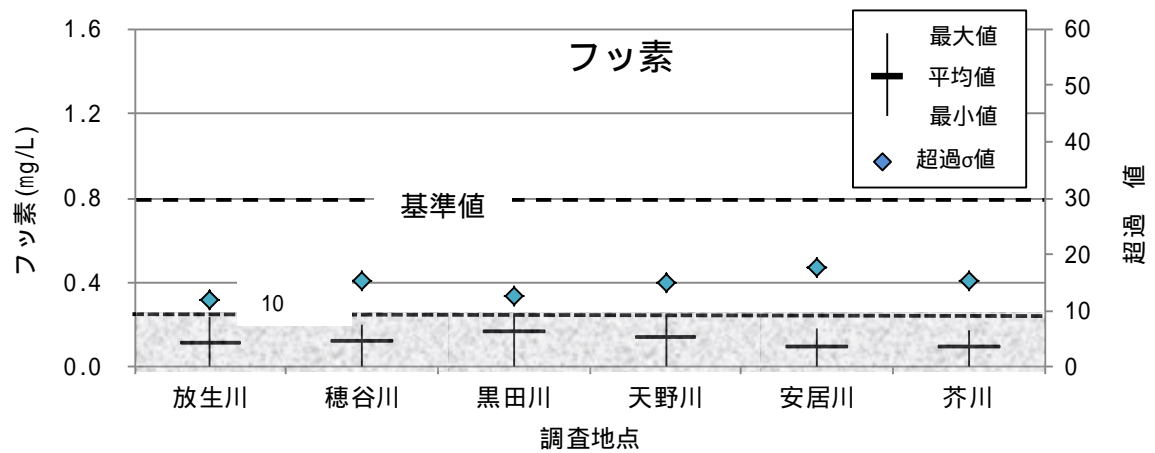 フッ素
最大値
平均値
最小値
超過σ値
基準値
10
フッ素(mg/L)
1.6
1.2
0.8
0.4
0.0
60
50
40
30
20
10
0
超過 値
放生川 穂谷川 黒田川 天野川 安居川 芥川
調査地点